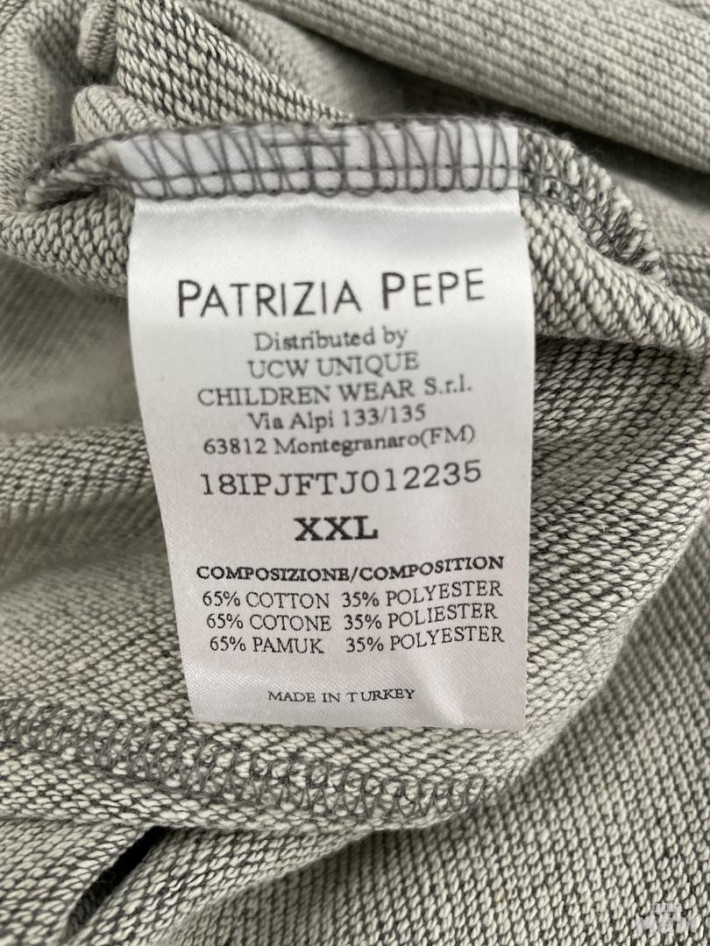 PATRIZIA PEPE
Distributed by
UCW UNIQUE
CHILDREN WEAR S.r.l.
Via Alpi 133/135
63812 Montegranaro(FM)
18IPJFTJ012235
XXL
COMPOSIZIONE/COMPOSITION
65% COTTON 35% POLYESTER
65% COTONE 35% POLIESTER
65% PAMUK 35% POLYESTER
MADE IN TURKEY